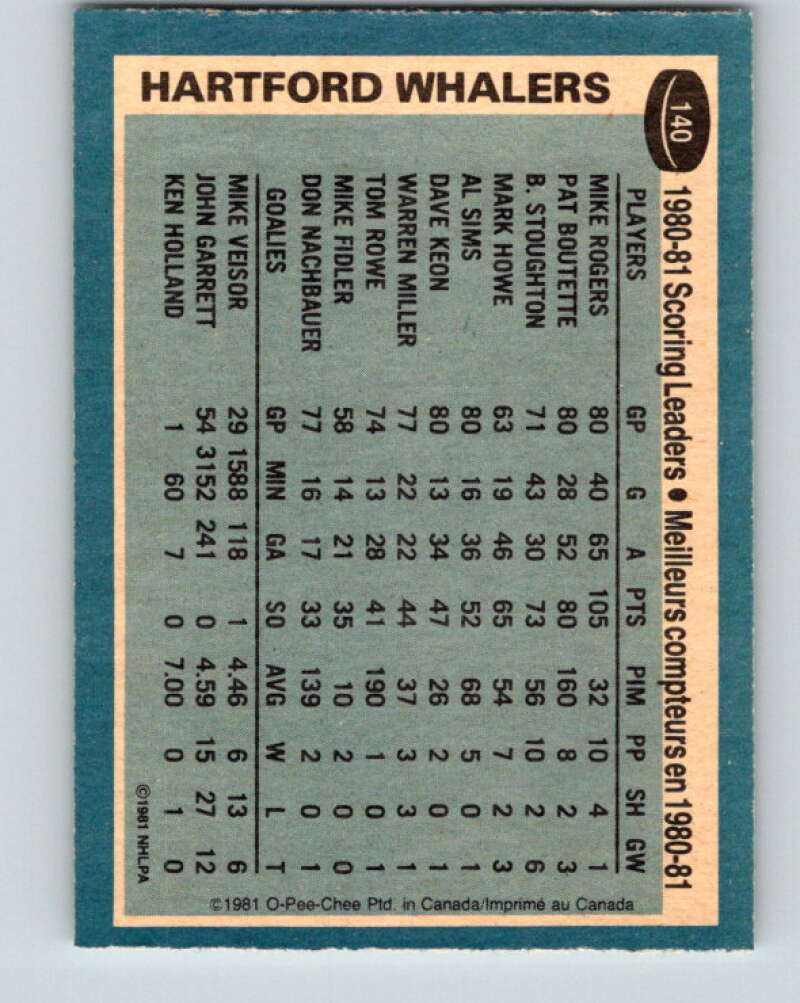 HARTFORD WHALERS
140
1980-81 Scoring Leaders • Meilleurs compteurs en 1980-81
PLAYERS GP G A PTS PIM PP SH GW
MIKE ROGERS 80 40 65 105 32 10 4 1
PAT BOUTETTE 80 28 52 80 160 8 2 3
B. STOUGHTON 71 43 30 73 56 10 2 6
MARK HOWE 63 19 46 65 54 7 2 3
AL SIMS 80 16 36 52 68 5 0 1
DAVE KEON 80 13 34 47 26 2 0 1
WARREN MILLER 77 22 22 44 37 3 3 1
TOM ROWE 74 13 28 41 190 1 0 1
MIKE FIDLER 58 14 21 35 10 2 0 0
DON NACHBAUER 77 16 17 33 139 2 0 1
GOALIES GP MIN GA SO AVG W L T
MIKE VEISOR 29 1588 118 1 4.46 6 13 6
JOHN GARRETT 54 3152 241 0 4.59 15 27 12
KEN HOLLAND 1 60 7 0 7.00 0 1 0
©1981 NHLPA
©1981 O-Pee-Chee Ptd. in Canada/Imprimé au Canada